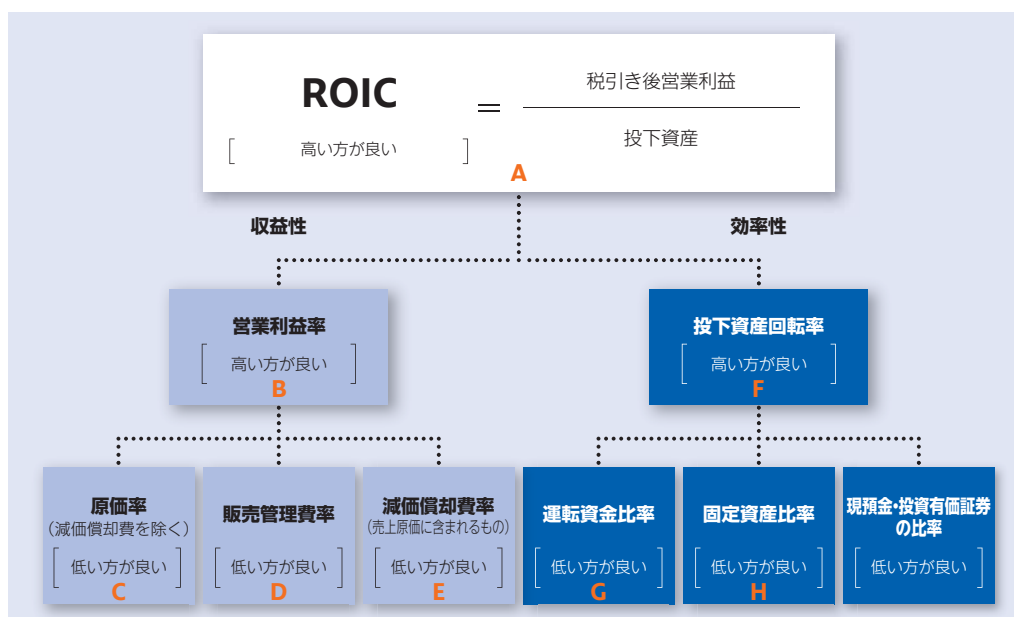 ROIC
[高い方が良い]
=
税引き後営業利益
投下資産
A
収益性
効率性
営業利益率
[高い方が良い]
B
投下資産回転率
[高い方が良い]
F
原価率
(減価償却費を除く)
[低い方が良い]
C
販売管理費率
[低い方が良い]
D
減価償却費率
(売上原価に含まれるもの)
[低い方が良い]
E
運転資金比率
[低い方が良い]
G
固定資産比率
[低い方が良い]
H
現預金・投資有価証券
の比率
[低い方が良い]